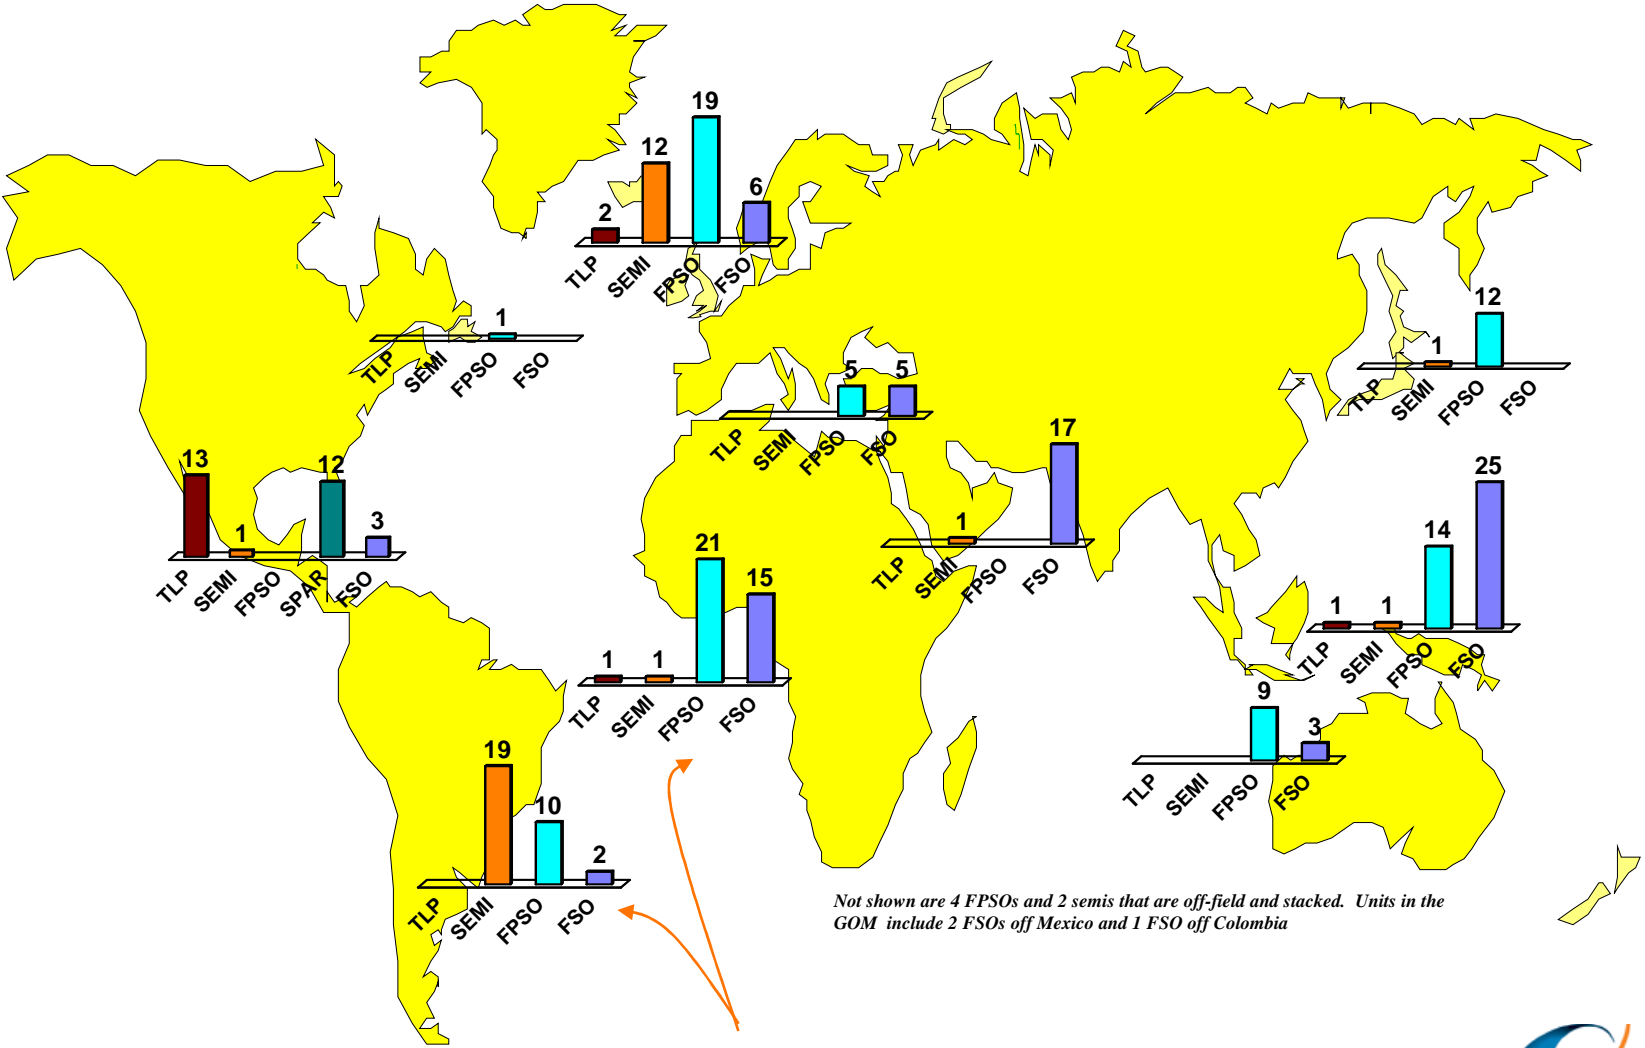 19
12
6
2
TLP
SEMI
FPSO
FSO
1
TLP
SEMI
FPSO
FSO
12
1
TLP
SEMI
FPSO
FSO
5
5
TLP
SEMI
FPSO
FSO
13
1
12
3
TLP
SEMI
FPSO
SPAR
FSO
17
1
TLP
SEMI
FPSO
FSO
25
14
1
1
TLP
SEMI
FPSO
FSO
21
15
1
1
TLP
SEMI
FPSO
FSO
9
3
TLP
SEMI
FPSO
FSO
19
10
2
TLP
SEMI
FPSO
FSO
Not shown are 4 FPSOs and 2 semis that are off-field and stacked. Units in the
GOM include 2 FSOs off Mexico and 1 FSO off Colombia